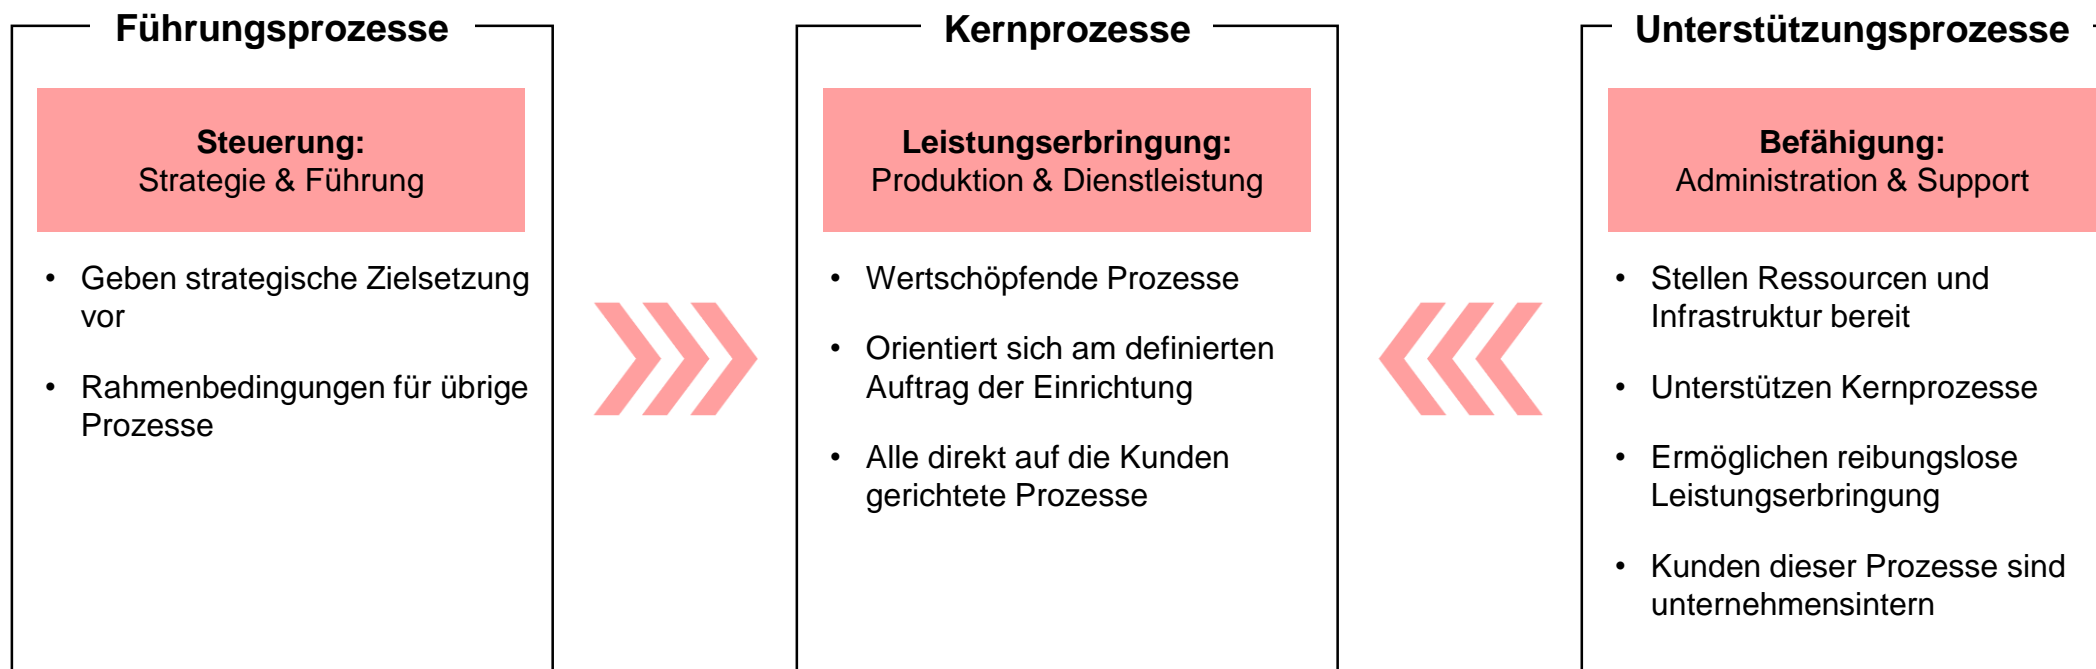 Führungsprozesse
Steuerung:
Strategie & Führung
• Geben strategische Zielsetzung
vor
• Rahmenbedingungen für übrige
Prozesse
Kernprozesse
Leistungserbringung:
Produktion & Dienstleistung
• Wertschöpfende Prozesse
• Orientiert sich am definierten
Auftrag der Einrichtung
• Alle direkt auf die Kunden
gerichtete Prozesse
Unterstützungsprozesse
Befähigung:
Administration & Support
• Stellen Ressourcen und
Infrastruktur bereit
• Unterstützen Kernprozesse
• Ermöglichen reibungslose
Leistungserbringung
• Kunden dieser Prozesse sind
unternehmensintern